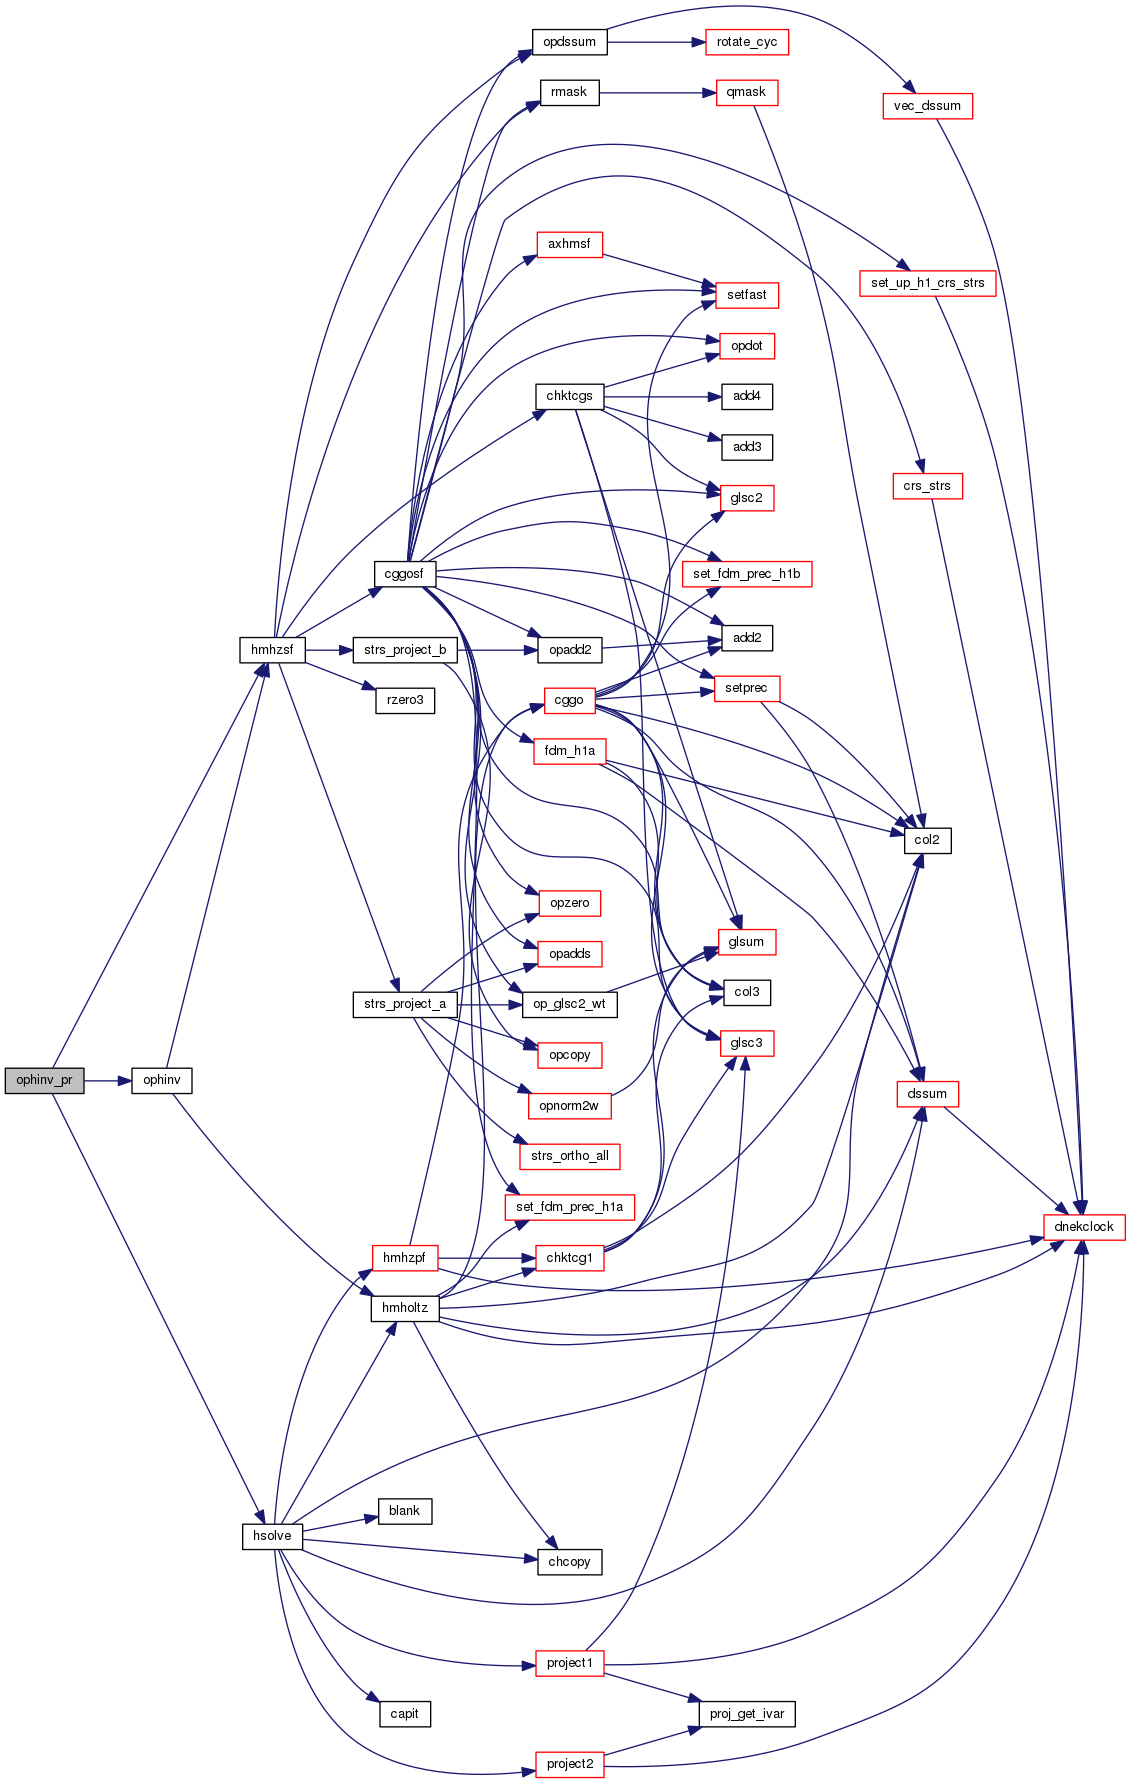 opdssum
rotate_cyc
rmask
qmask
vec_dssum
axhmsf
set_up_h1_crs_strs
setfast
opdot
chktcgs
add4
add3
crs_strs
glsc2
cggosf
set_fdm_prec_h1b
hmhzsf
strs_project_b
opadd2
add2
rzero3
cggo
setprec
fdm_h1a
col2
opzero
glsum
opadds
strs_project_a
op_glsc2_wt
col3
glsc3
opcopy
ophinv_pr
ophinv
opnorm2w
dssum
strs_ortho_all
set_fdm_prec_h1a
dnekclock
hmhzpf
chktcg1
hmholtz
blank
hsolve
chcopy
project1
capit
proj_get_ivar
project2